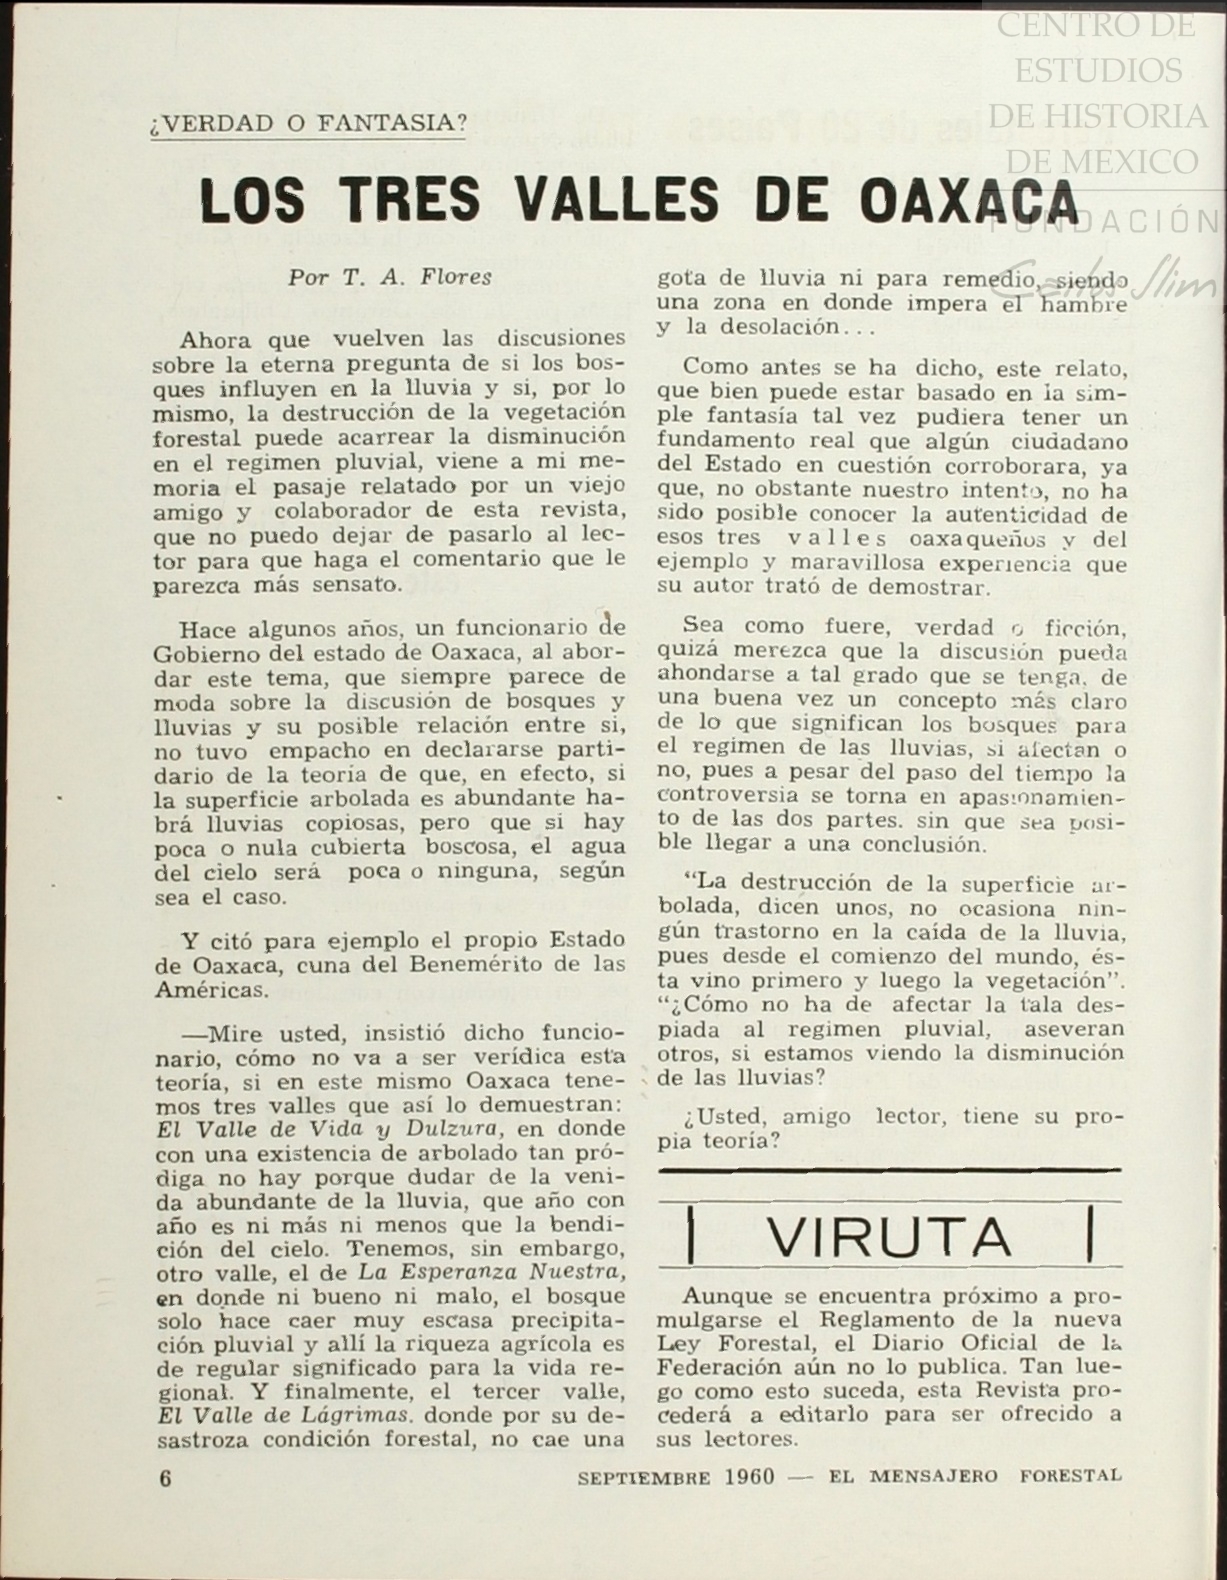 CENTRO DE
ESTUDIOS
DE HISTORIA
DE MEXICO
FUNDACIÓN
Carlos Slim
¿VERDAD O FANTASIA?
LOS TRES VALLES DE OAXACA
Por T. A. Flores
Ahora que vuelven las discusiones
sobre la eterna pregunta de si los bos-
ques influyen en la lluvia y si, por lo
mismo, la destrucción de la vegetación
forestal puede acarrear la disminución
en el regimen pluvial, viene a mi me-
moria el pasaje relatado por un viejo
amigo y colaborador de esta revista,
que no puedo dejar de pasarlo al lec-
tor para que haga el comentario que le
parezca más sensato.
Hace algunos años, un funcionario de
Gobierno del estado de Oaxaca, al abor-
dar este tema, que siempre parece de
moda sobre la discusión de bosques y
lluvias y su posible relación entre si,
no tuvo empacho en declararse parti-
dario de la teoría de que, en efecto, si
la superficie arbolada es abundante ha-
brá lluvias copiosas, pero que si hay
poca o nula cubierta boscosa, el agua
del cielo será poca o ninguna, según
sea el caso.
Y citó para ejemplo el propio Estado
de Oaxaca, cuna del Benemérito de las
Américas.
—Mire usted, insistió dicho funcio-
nario, cómo no va a ser verídica esta
teoría, si en este mismo Oaxaca tene-
mos tres valles que así lo demuestran:
El Valle de Vida y Dulzura, en donde
con una existencia de arbolado tan pró-
diga no hay porque dudar de la veni-
da abundante de la lluvia, que año con
año es ni más ni menos que la bendi-
ción del cielo. Tenemos, sin embargo,
otro valle, el de La Esperanza Nuestra,
en donde ni bueno ni malo, el bosque
solo hace caer muy escasa precipita-
ción pluvial y allí la riqueza agrícola es
de regular significado para la vida re-
gional. Y finalmente, el tercer valle,
El Valle de Lágrimas. donde por su de-
sastroza condición forestal, no cae una
gota de lluvia ni para remedio, siendo
una zona en donde impera el hambre
y la desolación...
Como antes se ha dicho, este relato,
que bien puede estar basado en la sim-
ple fantasía tal vez pudiera tener un
fundamento real que algún ciudadano
del Estado en cuestión corroborara, ya
que, no obstante nuestro intento, no ha
sido posible conocer la autenticidad de
esos tres valles oaxaqueños y del
ejemplo y maravillosa experiencia que
su autor trató de demostrar.
Sea como fuere, verdad o ficción,
quizá merezca que la discusión pueda
ahondarse a tal grado que se tenga, de
una buena vez un concepto más claro
de lo que significan los bosques para
el regimen de las lluvias, si afectan o
no, pues a pesar del paso del tiempo la
controversia se torna en apasionamien-
to de las dos partes. sin que sea posi-
ble llegar a una conclusión.
"La destrucción de la superficie ar-
bolada, dicen unos, no ocasiona nin-
gún trastorno en la caída de la lluvia,
pues desde el comienzo del mundo, és-
ta vino primero y luego la vegetación".
"¿Cómo no ha de afectar la tala des-
piada al regimen pluvial, aseveran
otros, si estamos viendo la disminución
de las lluvias?
¿Usted, amigo lector, tiene su pro-
pia teoría?
VIRUTA
Aunque se encuentra próximo a pro-
mulgarse el Reglamento de la nueva
Ley Forestal, el Diario Oficial de la
Federación aún no lo publica. Tan lue-
go como esto suceda, esta Revista pro-
cederá a editarlo para ser ofrecido a
sus lectores.
6
SEPTIEMBRE 1960 — EL MENSAJERO FORESTAL